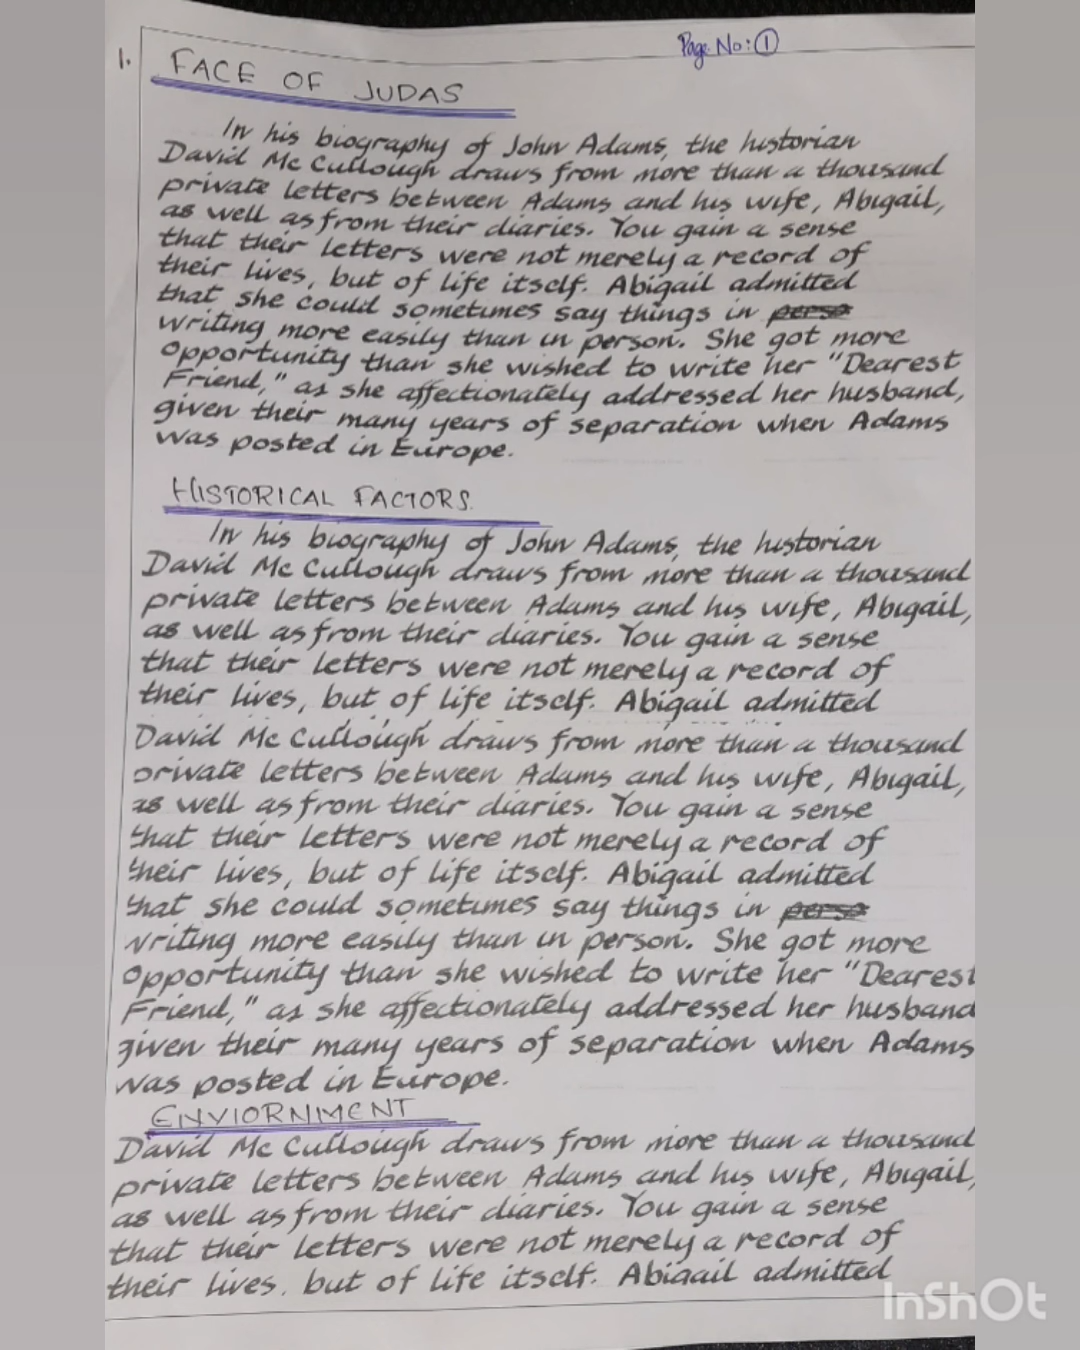 Page No: 1
1.
FACE OF JUDAS
In his biography of John Adams, the historian
David Mc Cullough draws from more than a thousand
private letters between Adams and his wife, Abigail,
as well as from their diaries. You gain a sense
that their letters were not merely a record of
their lives, but of life itself. Abigail admitted
that she could sometimes say things in perso
writing more easily than in person. She got more
opportunity than she wished to write her "Dearest
Friend," as she affectionately addressed her husband,
given their many years of separation when Adams
was posted in Europe.
HISTORICAL FACTORS.
In his biography of John Adams, the historian
David Mc Cullough draws from more than a thousand
private letters between Adams and his wife, Abigail,
as well as from their diaries. You gain a sense
that their letters were not merely a record of
their lives, but of life itself. Abigail admitted
David Mc Cullough draws from more than a thousand
private letters between Adams and his wife, Abigail,
as well as from their diaries. You gain a sense
that their letters were not merely a record of
their lives, but of life itself. Abigail admitted
that she could sometimes say things in perso
writing more easily than in person. She got more
opportunity than she wished to write her "Dearest
Friend," as she affectionately addressed her husband
given their many years of separation when Adams
was posted in Europe.
ENVIORNMENT
David Mc Cullough draws from more than a thousand
private letters between Adams and his wife, Abigail,
as well as from their diaries. You gain a sense
that their letters were not merely a record of
their lives, but of life itself. Abigail admitted
InShOt